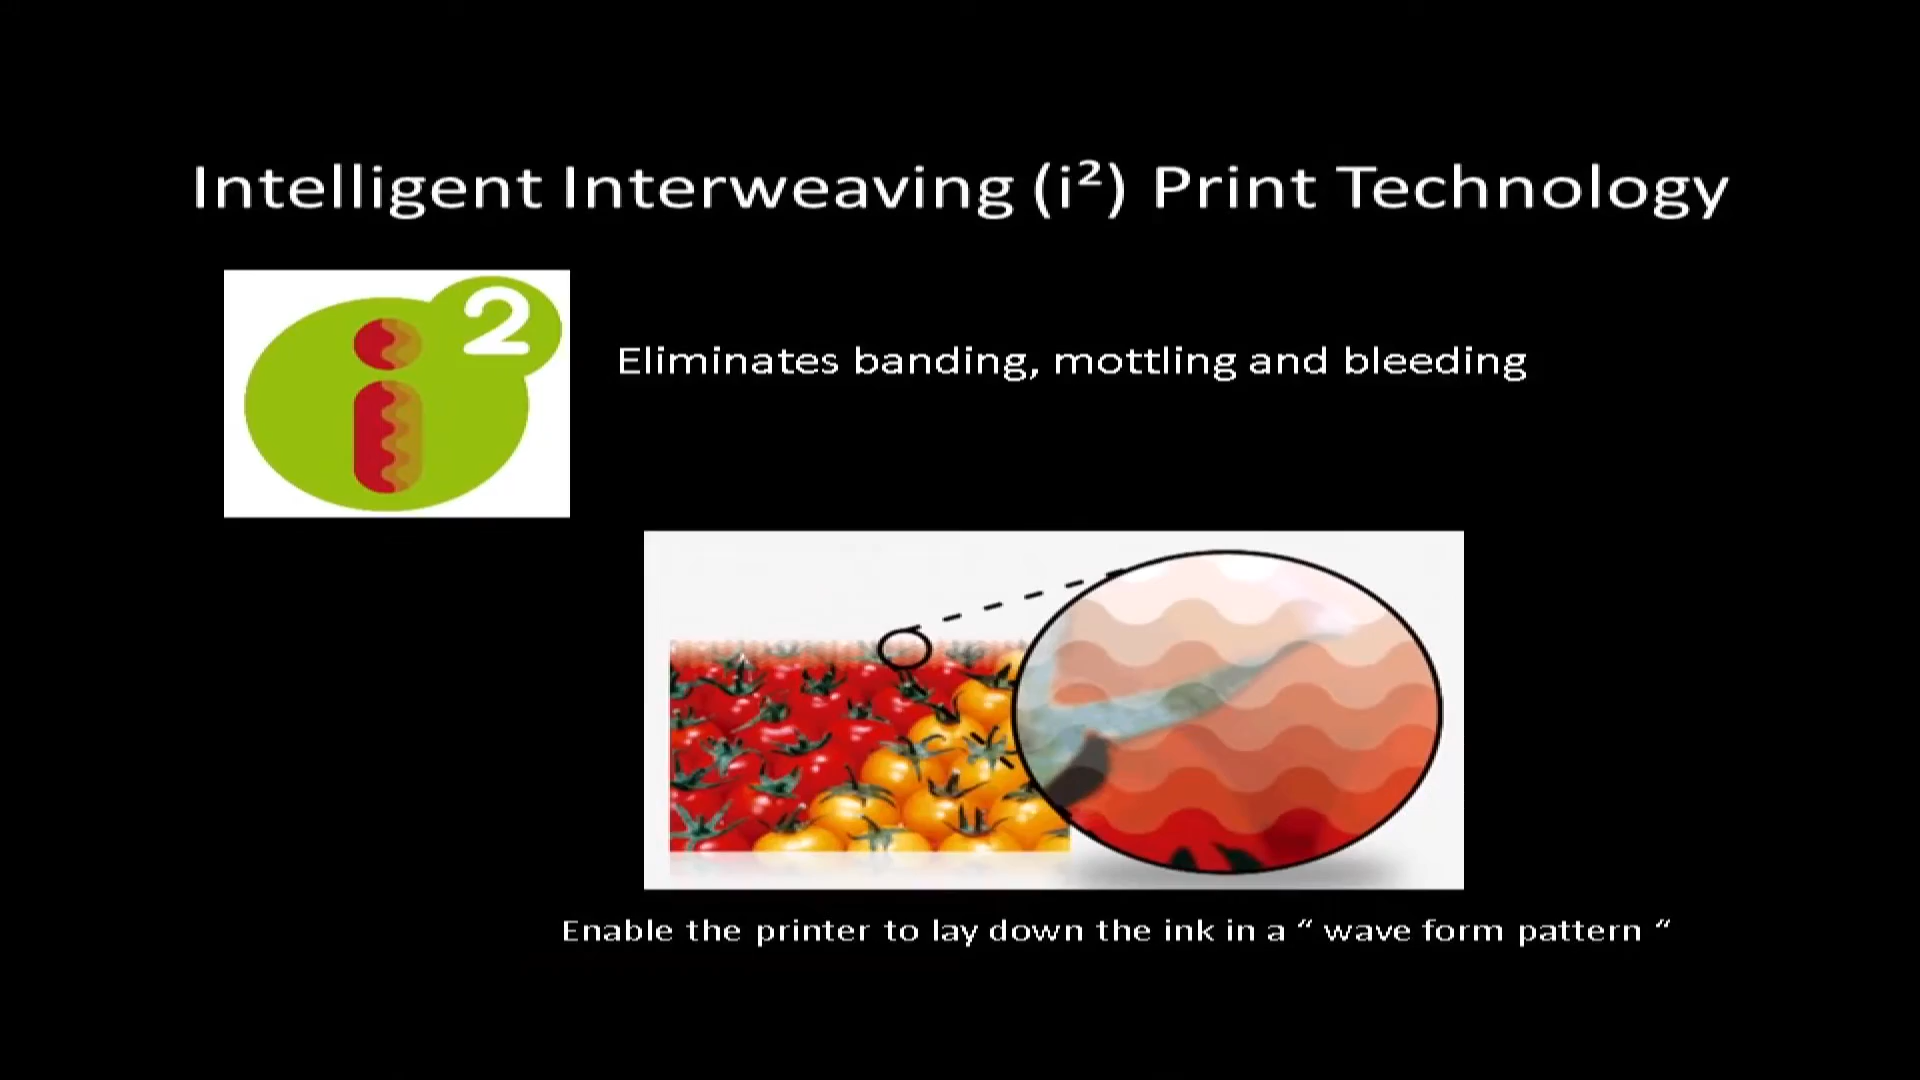 Intelligent Interweaving (i²) Print Technology
i2
Eliminates banding, mottling and bleeding
Enable the printer to lay down the ink in a “ wave form pattern “